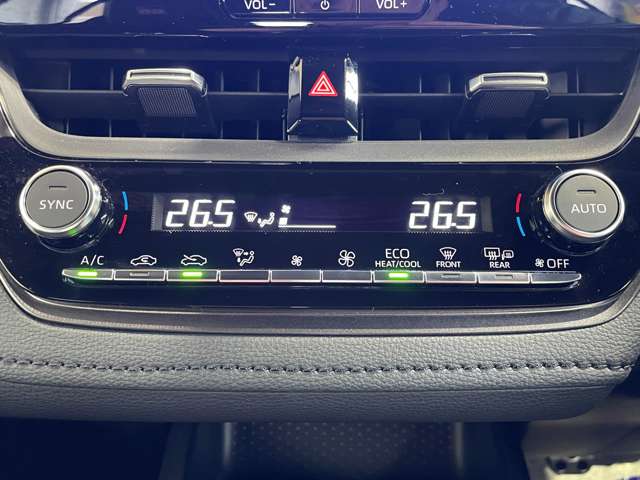 VOL- VOL+
SYNC 26.5 26.5 AUTO
A/C ECO HEAT/COOL FRONT REAR OFF